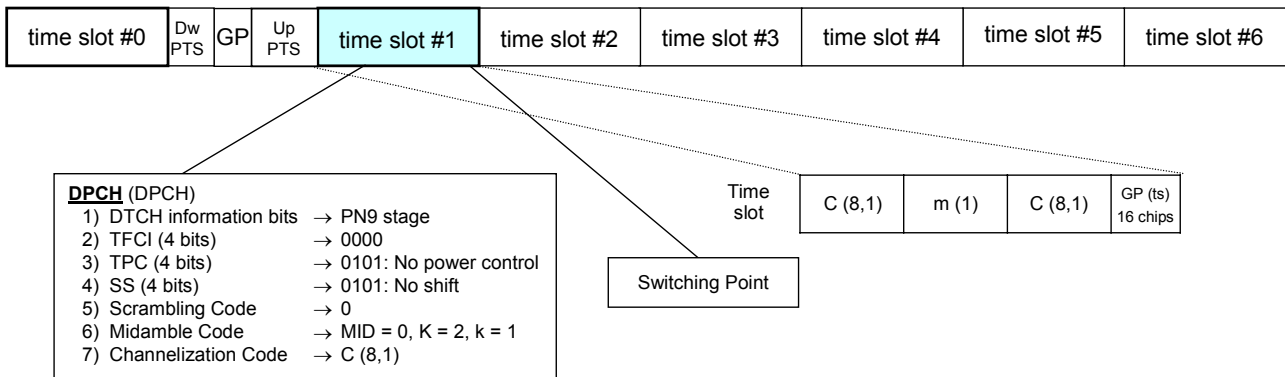 time slot #0
Dw
PTS
GP
Up
PTS
time slot #1
time slot #2
time slot #3
time slot #4
time slot #5
time slot #6
DPCH (DPCH)
1) DTCH information bits → PN9 stage
2) TFCI (4 bits) → 0000
3) TPC (4 bits) → 0101: No power control
4) SS (4 bits) → 0101: No shift
5) Scrambling Code → 0
6) Midamble Code → MID = 0, K = 2, k = 1
7) Channelization Code → C (8,1)
Switching Point
Time
slot
C (8,1)
m (1)
C (8,1)
GP (ts)
16 chips